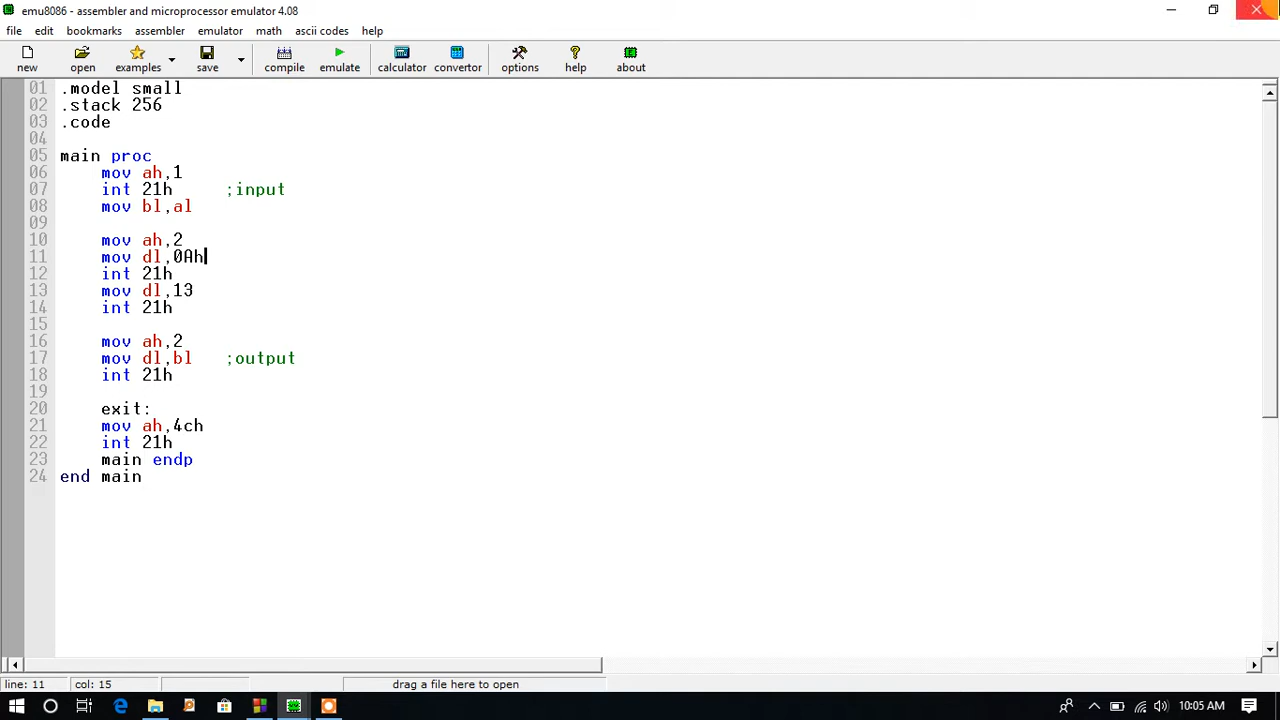 emu8086 - assembler and microprocessor emulator 4.08
file edit bookmarks assembler emulator math ascii codes help
new open examples save compile emulate calculator convertor options help about
01 .model small
02 .stack 256
03 .code
04
05 main proc
06 mov ah,1
07 int 21h ;input
08 mov bl,al
09
10 mov ah,2
11 mov dl,0Ah
12 int 21h
13 mov dl,13
14 int 21h
15
16 mov ah,2
17 mov dl,bl ;output
18 int 21h
19
20 exit:
21 mov ah,4ch
22 int 21h
23 main endp
24 end main
line: 11 col: 15 drag a file here to open
10:05 AM